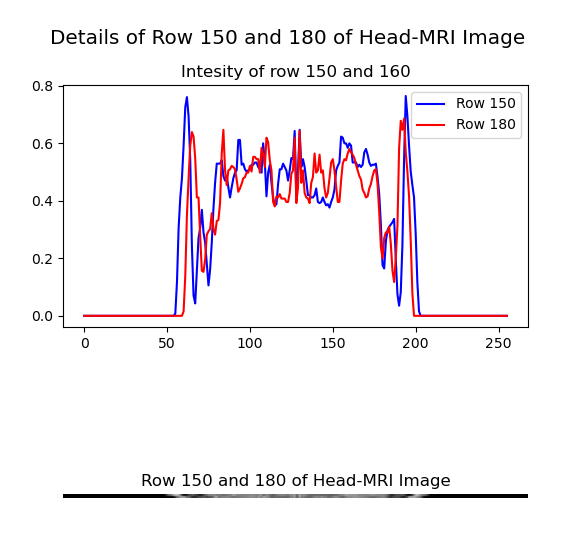 Details of Row 150 and 180 of Head-MRI Image
Intesity of row 150 and 160
0.8
0.6
0.4
0.2
0.0
Row 150
Row 180
0 50 100 150 200 250
Row 150 and 180 of Head-MRI Image